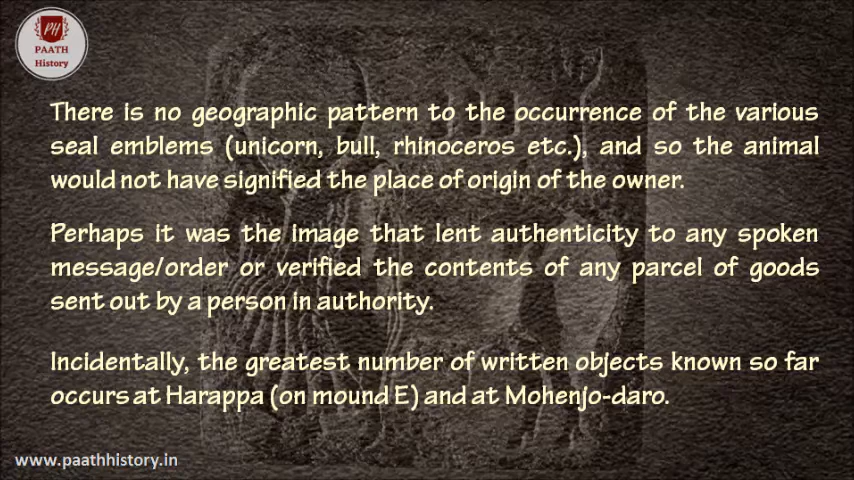 PH
PAATH
History
There is no geographic pattern to the occurrence of the various
seal emblems (unicorn, bull, rhinoceros etc.), and so the animal
would not have signified the place of origin of the owner.
Perhaps it was the image that lent authenticity to any spoken
message/order or verified the contents of any parcel of goods
sent out by a person in authority.
Incidentally, the greatest number of written objects known so far
occurs at Harappa (on mound E) and at Mohenjo-daro.
www.paathhistory.in